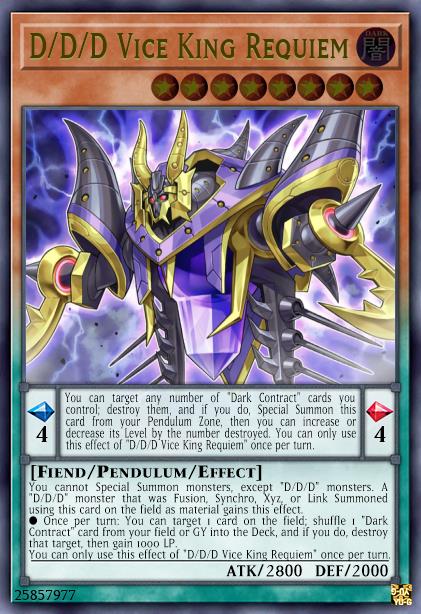 D/D/D Vice King Requiem
DARK
闇
You can target any number of "Dark Contract" cards you
control; destroy them, and if you do, Special Summon this
card from your Pendulum Zone, then you can increase or
decrease its Level by the number destroyed. You can only use
this effect of "D/D/D Vice King Requiem" once per turn.
4
4
[Fiend/Pendulum/Effect]
You cannot Special Summon monsters, except "D/D/D" monsters. A
"D/D/D" monster that was Fusion, Synchro, Xyz, or Link Summoned
using this card on the field as material gains this effect.
● Once per turn: You can target 1 card on the field; shuffle 1 "Dark
Contract" card from your field or GY into the Deck, and if you do, destroy
that target, then gain 1000 LP.
You can only use this effect of "D/D/D Vice King Requiem" once per turn.
ATK/2800 DEF/2000
25857977